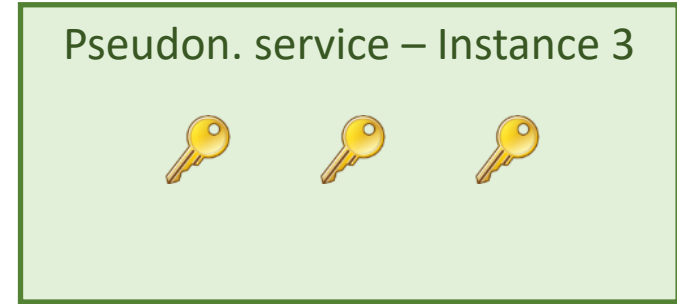 Pseudon. service – Instance 3